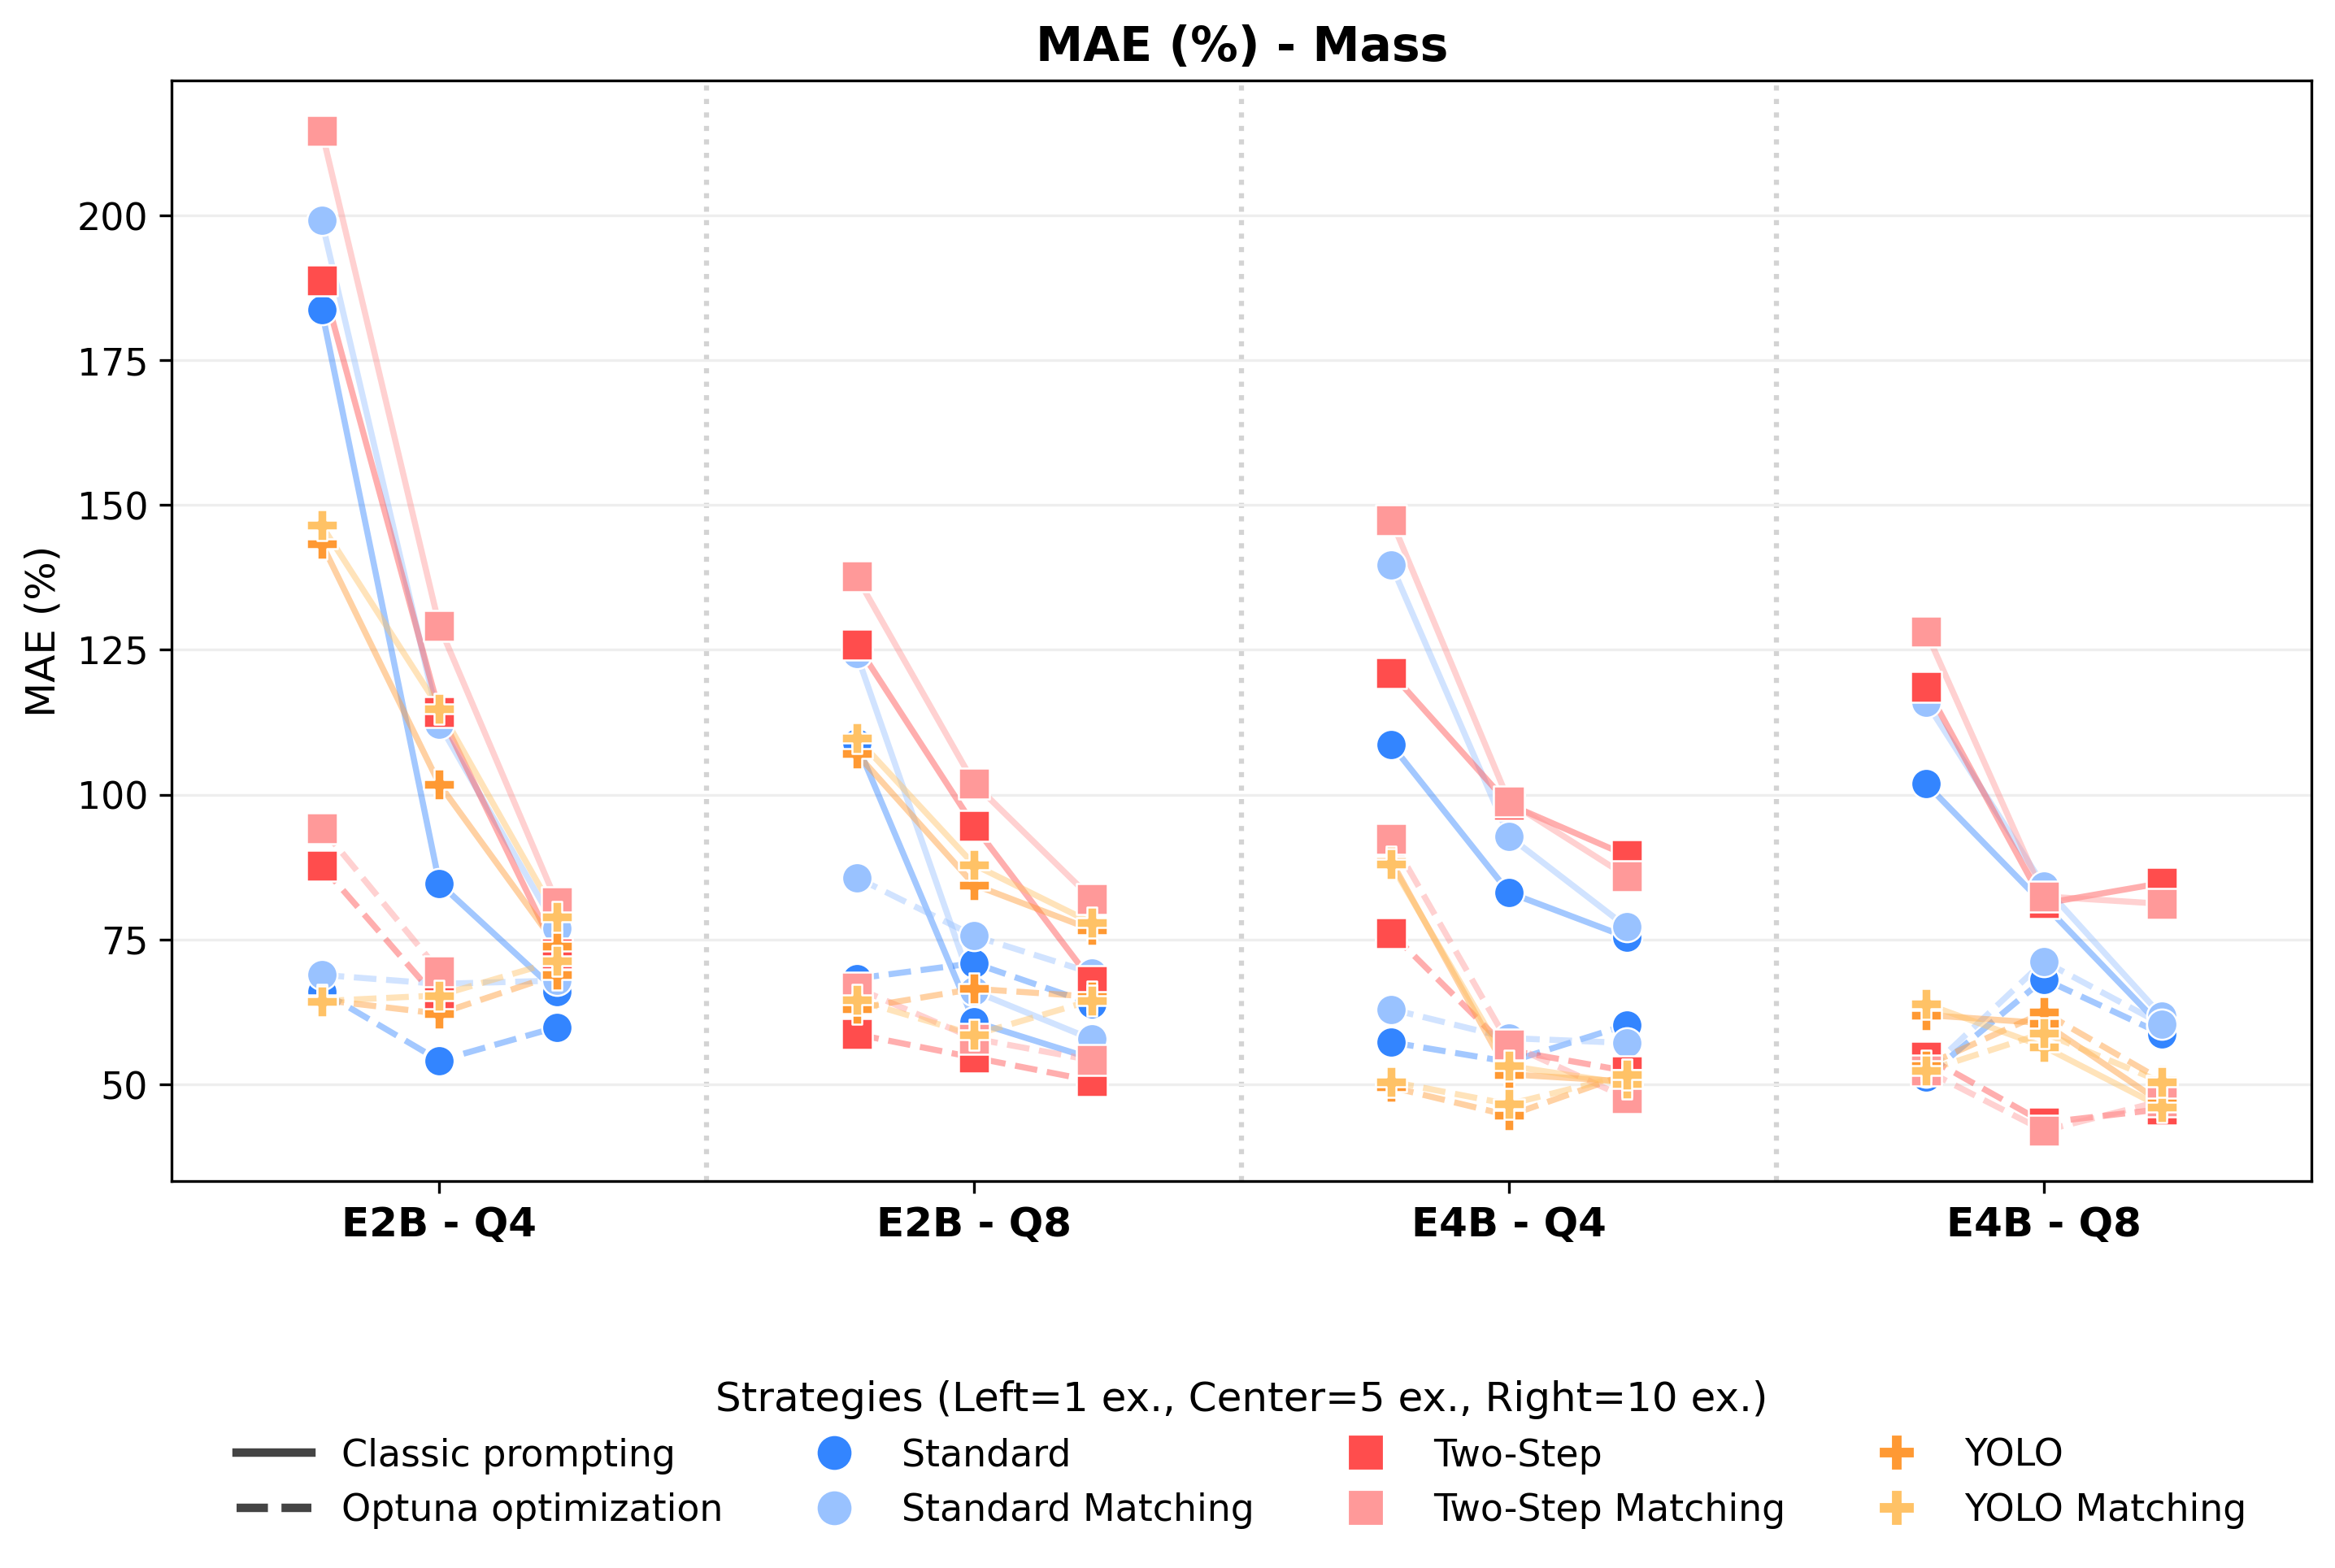 MAE (%) - Mass
MAE (%)
200
175
150
125
100
75
50
E2B - Q4
E2B - Q8
E4B - Q4
E4B - Q8
Strategies (Left=1 ex., Center=5 ex., Right=10 ex.)
Classic prompting
Optuna optimization
Standard
Standard Matching
Two-Step
Two-Step Matching
YOLO
YOLO Matching